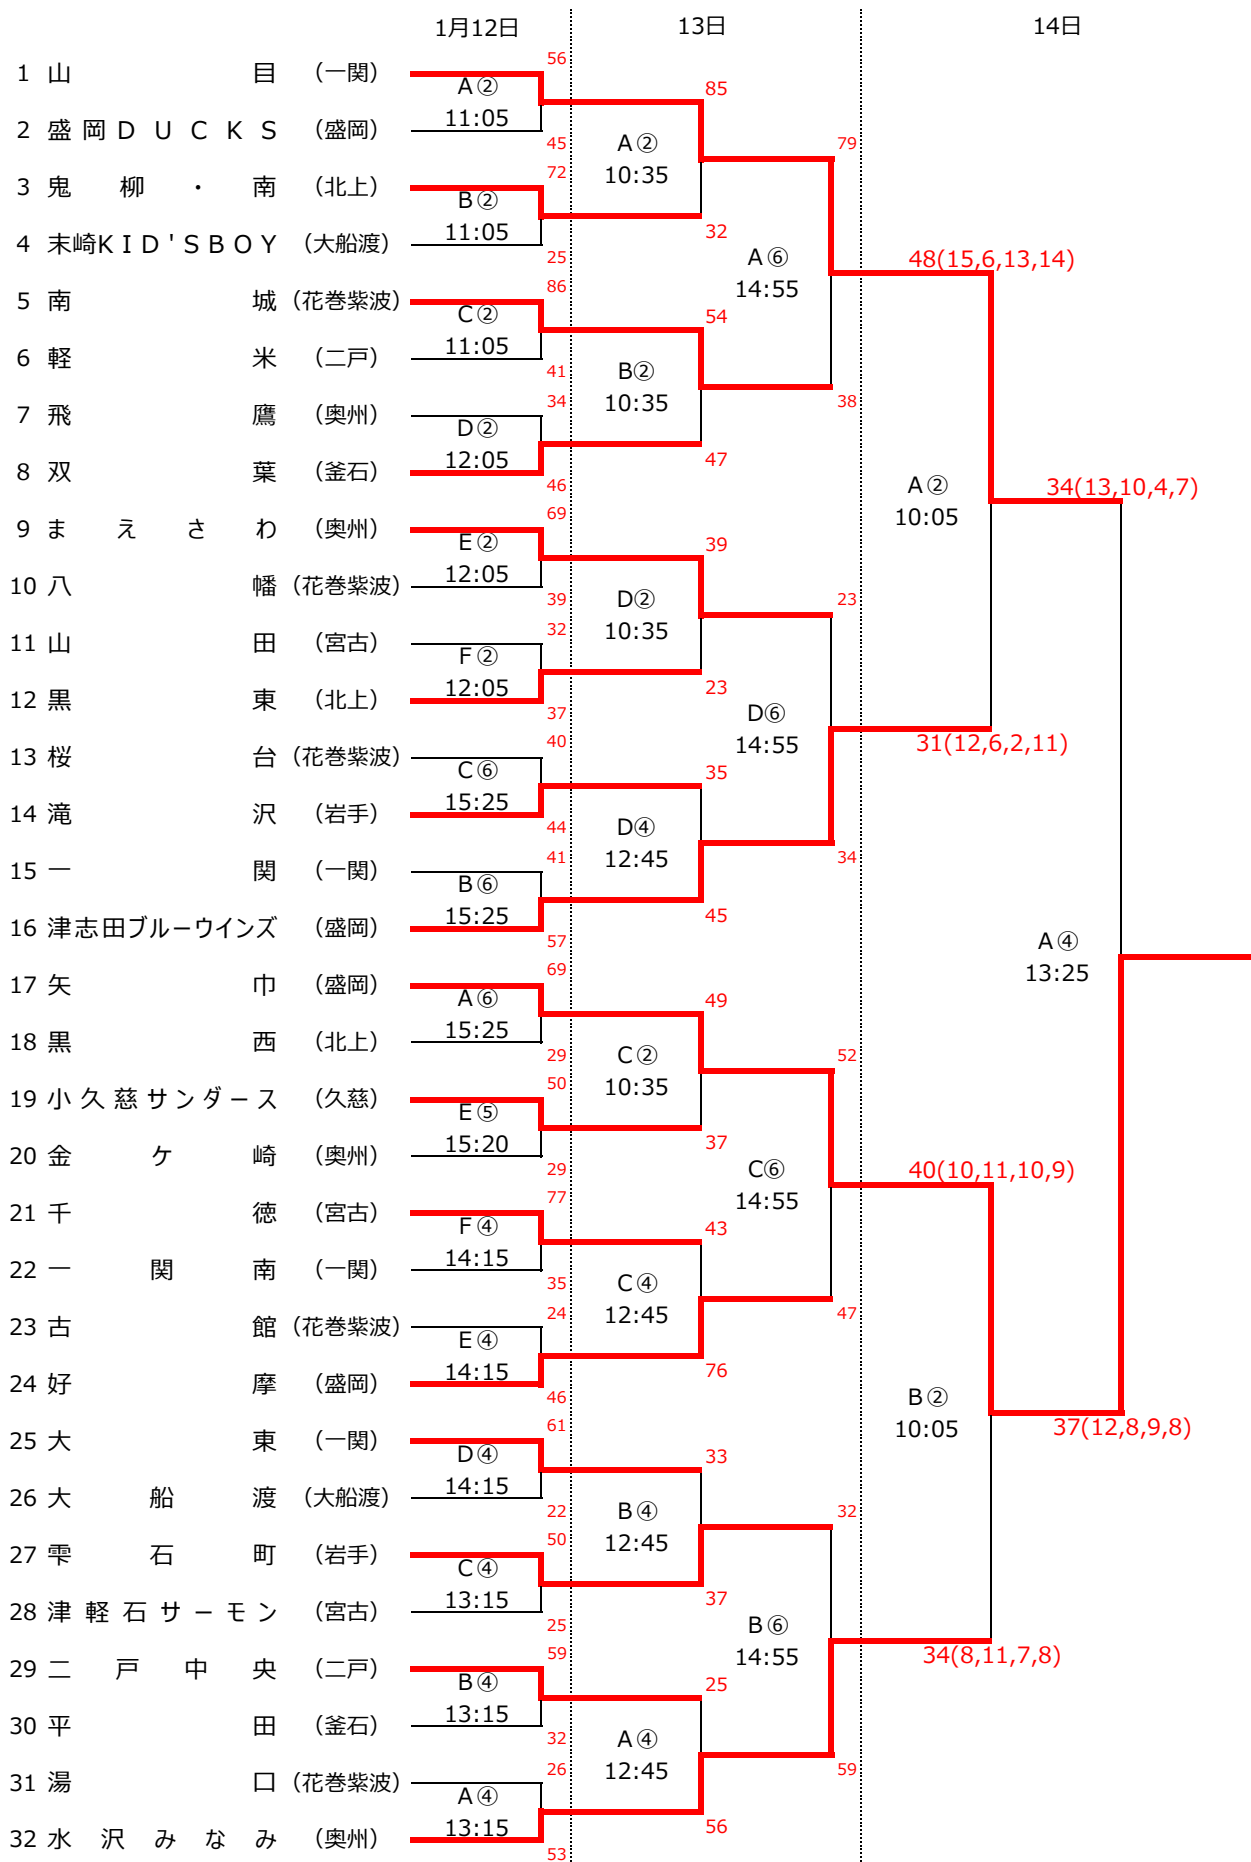 1月12日 13日 14日
56
1 山目 （一関）
A② 85
11:05
2 盛岡ＤＵＣＫＳ （盛岡）
45 A② 79
72 10:35
3 鬼柳・南 （北上）
B②
11:05 32
4 末崎KID'SBOY （大船渡）
25 A⑥ 48(15,6,13,14)
86 14:55
5 南城 （花巻紫波）
C② 54
11:05
6 軽米 （二戸）
41 B②
34 10:35 38
7 飛鷹 （奥州）
D②
12:05 47
8 双葉 （釜石）
46 A② 34(13,10,4,7)
69 10:05
9 まえさわ （奥州）
E② 39
12:05
10 八幡 （花巻紫波）
39 D② 23
32 10:35
11 山田 （宮古）
F②
12:05 23
12 黒東 （北上）
37 D⑥
40 14:55 31(12,6,2,11)
13 桜台 （花巻紫波）
C⑥ 35
15:25
14 滝沢 （岩手）
44 D④
41 12:45 34
15 一関 （一関）
B⑥
15:25 45
16 津志田ブルーウインズ （盛岡）
57 A④
69 13:25
17 矢巾 （盛岡）
A⑥ 49
15:25
18 黒西 （北上）
29 C② 52
50 10:35
19 小久慈サンダース （久慈）
E⑤
15:20 37
20 金ケ崎 （奥州）
29 C⑥ 40(10,11,10,9)
77 14:55
21 千徳 （宮古）
F④ 43
14:15
22 一関南 （一関）
35 C④
24 12:45 47
23 古館 （花巻紫波）
E④
14:15 76
24 好摩 （盛岡）
46 B②
61 10:05 37(12,8,9,8)
25 大東 （一関）
D④ 33
14:15
26 大船渡 （大船渡）
22 B④ 32
50 12:45
27 雫石町 （岩手）
C④
13:15 37
28 津軽石サーモン （宮古）
25 B⑥
59 14:55 34(8,11,7,8)
29 二戸中央 （二戸）
B④ 25
13:15
30 平田 （釜石）
32 A④
26 12:45 59
31 湯口 （花巻紫波）
A④
13:15 56
32 水沢みなみ （奥州）
53